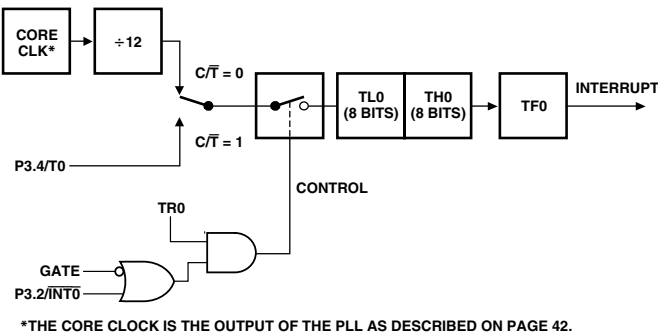 CORE
CLK*
÷12
C/T̅ = 0
C/T̅ = 1
P3.4/T0
TL0
(8 BITS)
TH0
(8 BITS)
TF0
INTERRUPT
CONTROL
TR0
GATE
P3.2/I̅N̅T̅0̅
*THE CORE CLOCK IS THE OUTPUT OF THE PLL AS DESCRIBED ON PAGE 42.